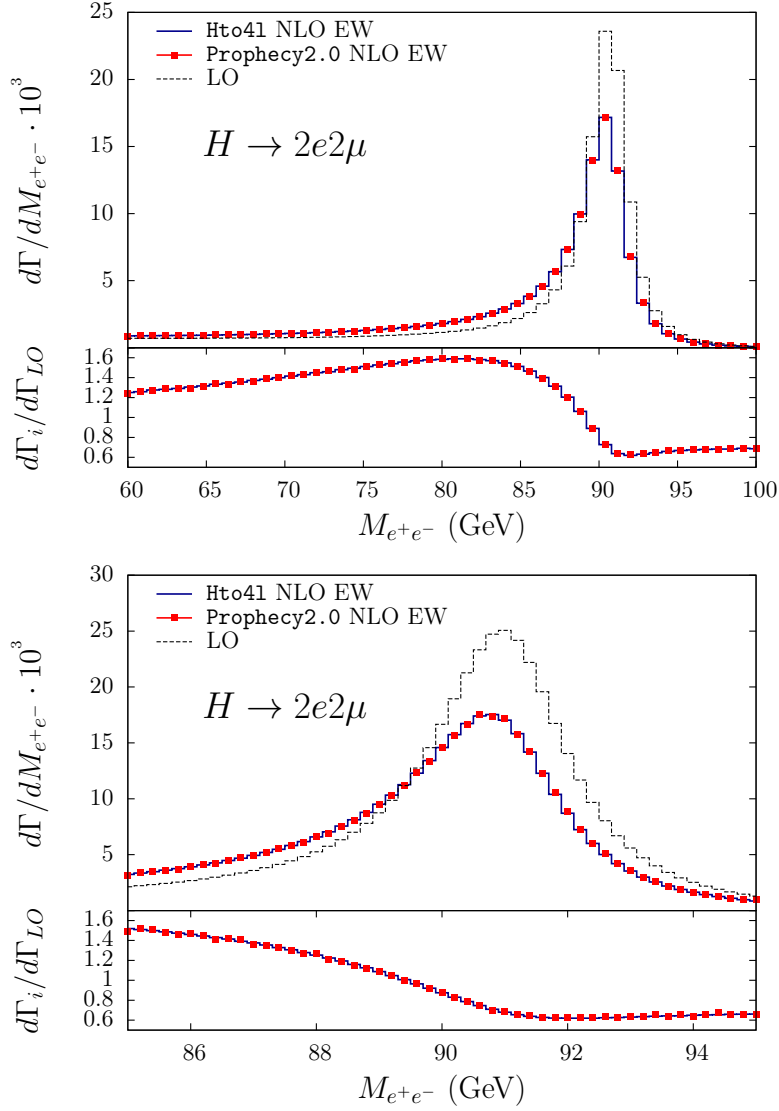 25
20
15
10
5
dΓ/dM_{e⁺e⁻} · 10³
Hto4l NLO EW
Prophecy2.0 NLO EW
LO
H → 2e2μ
1.6
1.4
1.2
1
0.8
0.6
dΓ_i/dΓ_{LO}
60 65 70 75 80 85 90 95 100
M_{e⁺e⁻} (GeV)
30
25
20
15
10
5
dΓ/dM_{e⁺e⁻} · 10³
Hto4l NLO EW
Prophecy2.0 NLO EW
LO
H → 2e2μ
1.6
1.4
1.2
1
0.8
0.6
dΓ_i/dΓ_{LO}
86 88 90 92 94
M_{e⁺e⁻} (GeV)